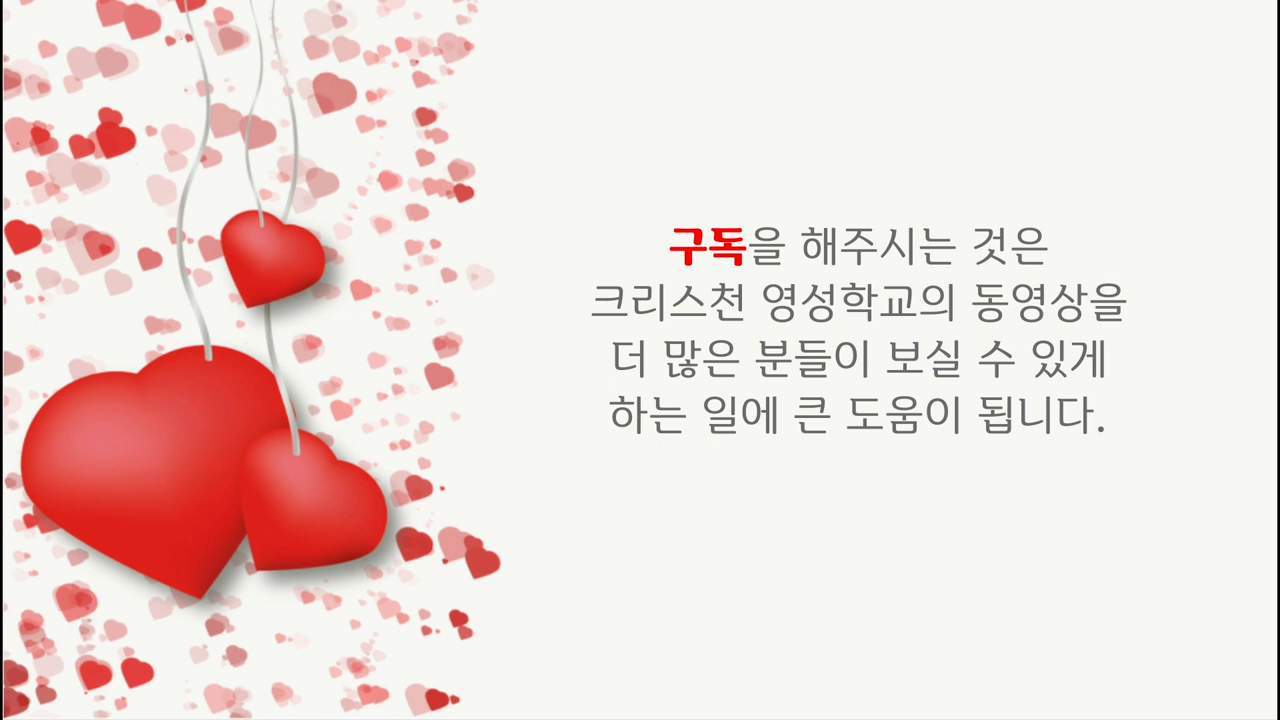 구독을 해주시는 것은
크리스천 영성학교의 동영상을
더 많은 분들이 보실 수 있게
하는 일에 큰 도움이 됩니다.